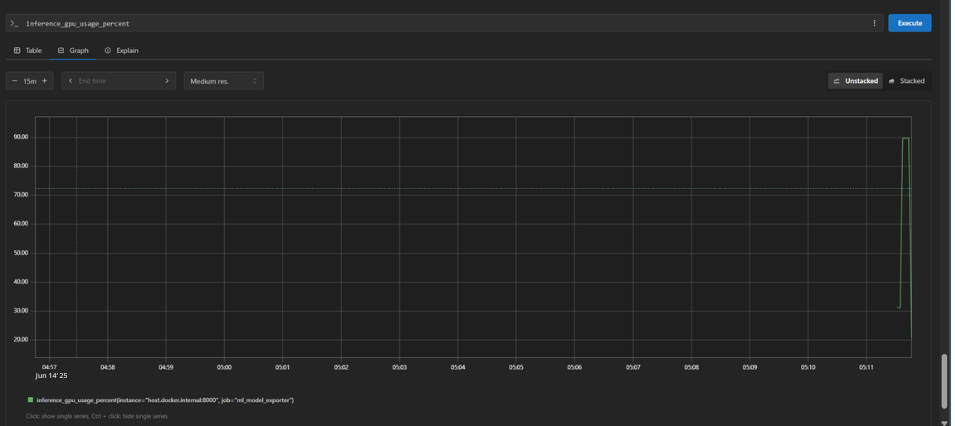 >_ inference_gpu_usage_percent Execute
Table Graph Explain
− 15m + < End time > Medium res. Unstacked Stacked
90.00
80.00
70.00
60.00
50.00
40.00
30.00
20.00
04:57 04:58 04:59 05:00 05:01 05:02 05:03 05:04 05:05 05:06 05:07 05:08 05:09 05:10 05:11
Jun 14' 25
inference_gpu_usage_percent{instance="host.docker.internal:8000", job="ml_model_exporter"}
Click: show single series, Ctrl + click: hide single series